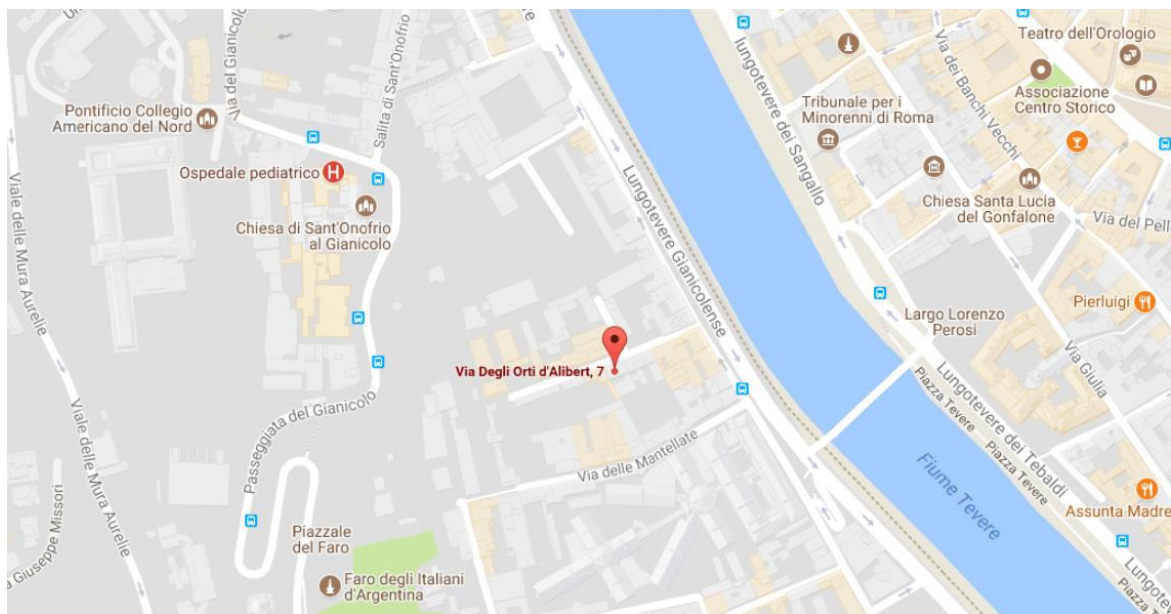 Via del Gianicolo
Salita di Sant'Onofrio
Pontificio Collegio
Americano del Nord
Ospedale pediatrico
H
Chiesa di Sant'Onofrio
al Gianicolo
Viale delle Mura Aurelie
Viale delle Mura Aurelie
Passeggiata del Gianicolo
Giuseppe Missori
Piazzale
del Faro
Faro degli Italiani
d'Argentina
Via Degli Orti d'Alibert, 7
Via delle Mantellate
Lungotevere Gianicolense
Fiume Tevere
lungotevere dei Sangallo
Tribunale per i
Minorenni di Roma
Via dei Banchi Vecchi
Teatro dell'Orologio
Associazione
Centro Storico
Chiesa Santa Lucia
del Gonfalone
Via del Pelle
Pierluigi
Largo Lorenzo
Perosi
Via Giulia
Piazza Tevere
Piazza Tevere
Lungotevere dei Tebaldi
Assunta Madre